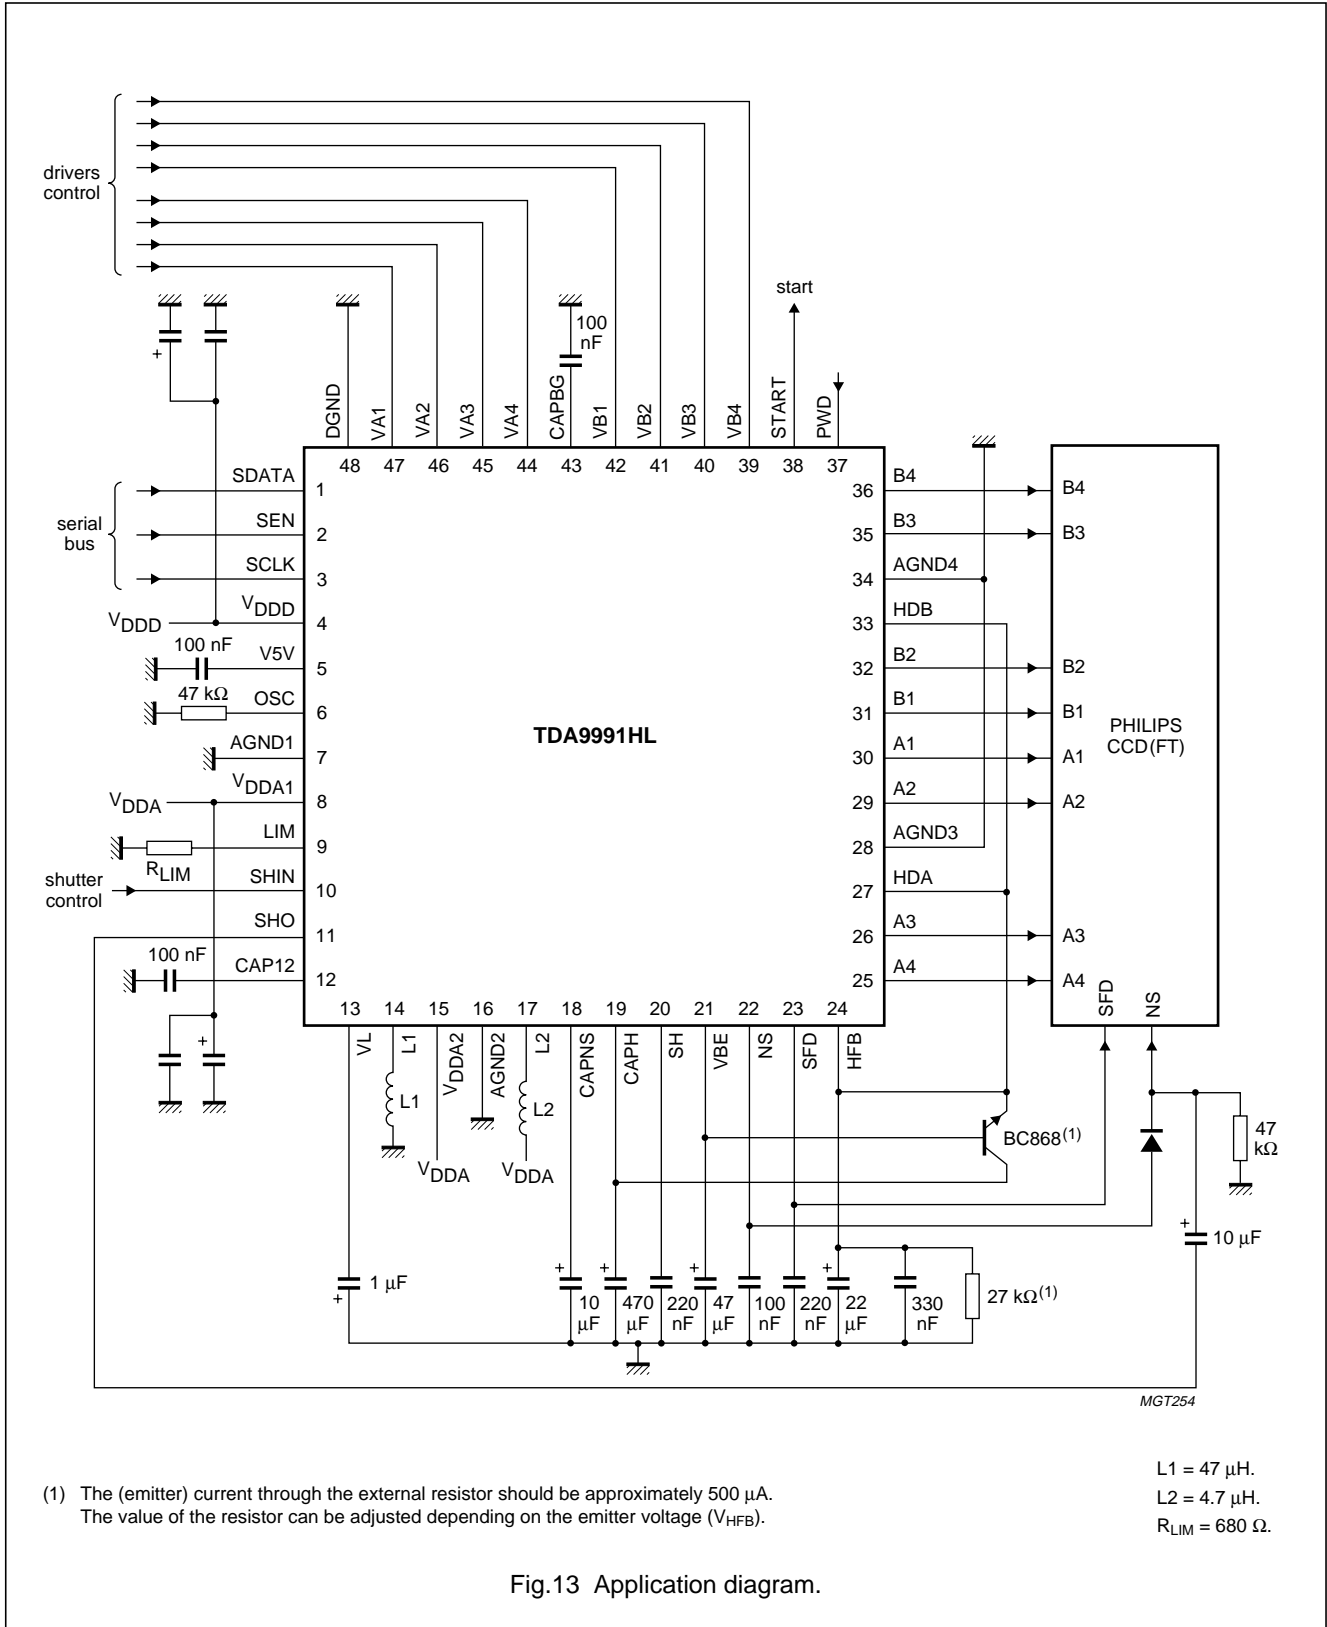 drivers
control
start
100
nF
DGND
VA1
VA2
VA3
VA4
CAPBG
VB1
VB2
VB3
VB4
START
PWD
48
47
46
45
44
43
42
41
40
39
38
37
serial
bus
SDATA
1
SEN
2
SCLK
3
VDDD
VDDD
4
100 nF
V5V
5
47 kΩ
OSC
6
AGND1
7
VDDA
VDDA1
8
RLIM
LIM
9
shutter
control
SHIN
10
SHO
11
100 nF
CAP12
12
TDA9991HL
36
B4
B4
35
B3
B3
34
AGND4
33
HDB
32
B2
B2
31
B1
B1
30
A1
A1
29
A2
A2
28
AGND3
27
HDA
26
A3
A3
25
A4
A4
PHILIPS
CCD(FT)
SFD
NS
13
14
15
16
17
18
19
20
21
22
23
24
VL
L1
VDDA2
AGND2
L2
CAPNS
CAPH
SH
VBE
NS
SFD
HFB
L1
L2
VDDA
VDDA
BC868(1)
47
kΩ
+
+
+
1 μF
+
10
μF
+
470
μF
220
nF
+
47
μF
100
nF
220
nF
+
22
μF
330
nF
27 kΩ(1)
+
10 μF
MGT254
(1) The (emitter) current through the external resistor should be approximately 500 μA.
The value of the resistor can be adjusted depending on the emitter voltage (VHFB).
L1 = 47 μH.
L2 = 4.7 μH.
RLIM = 680 Ω.
Fig.13 Application diagram.